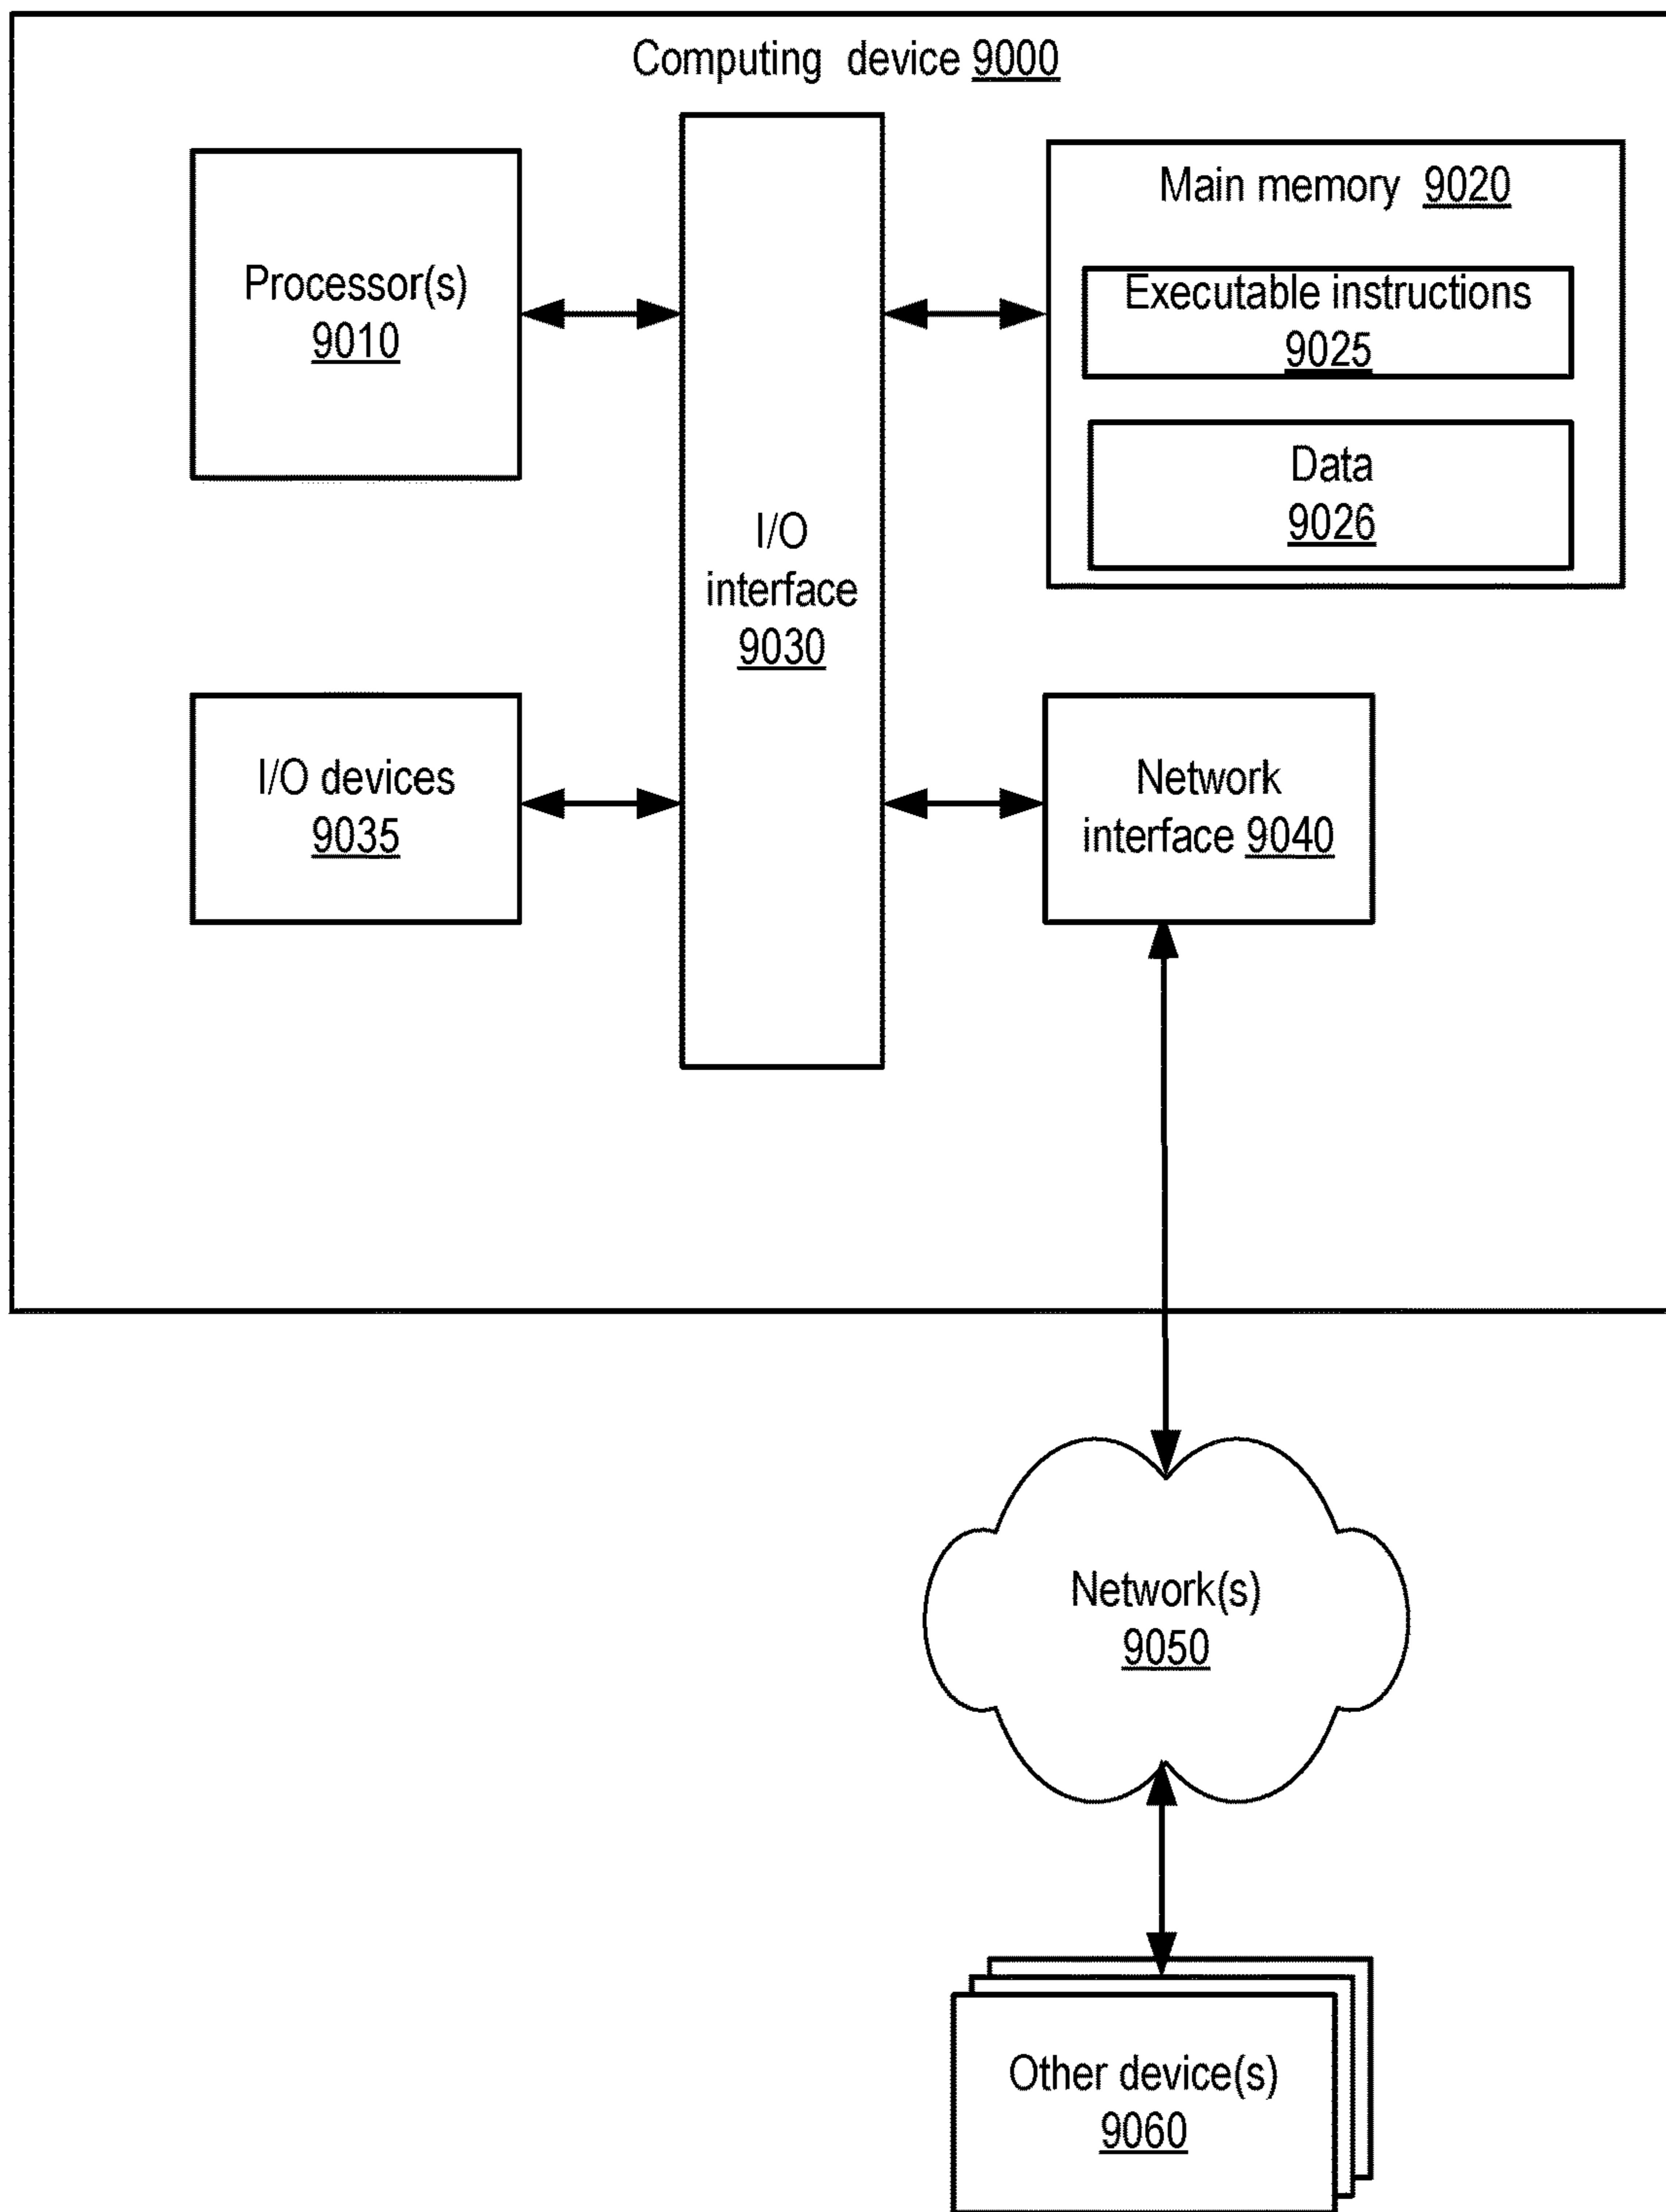 Computing device 9000
Processor(s)
9010
Main memory 9020
Executable instructions
9025
Data
9026
I/O
interface
9030
I/O devices
9035
Network
interface 9040
Network(s)
9050
Other device(s)
9060